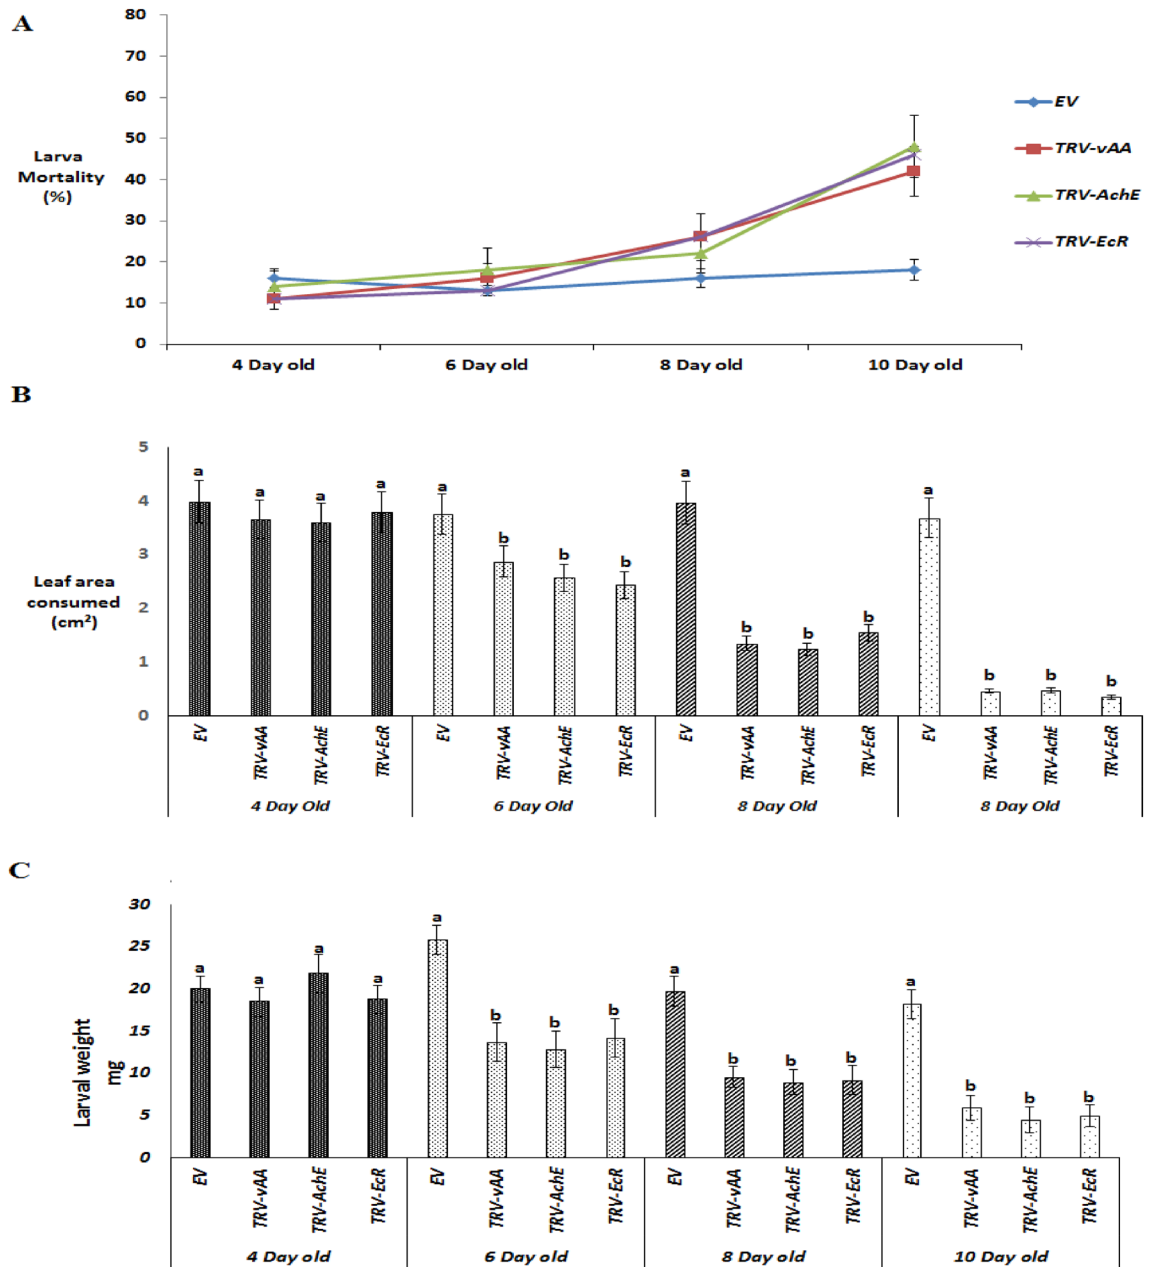 A
80
70
60
50
40
30
20
10
0
Larva
Mortality
(%)
4 Day old 6 Day old 8 Day old 10 Day old
EV
TRV-vAA
TRV-AchE
TRV-EcR
B
5
4
3
2
1
0
Leaf area
consumed
(cm²)
a a a a a b b b a b b b a b b b
EV TRV-vAA TRV-AchE TRV-EcR EV TRV-vAA TRV-AchE TRV-EcR EV TRV-vAA TRV-AchE TRV-EcR EV TRV-vAA TRV-AchE TRV-EcR
4 Day Old 6 Day Old 8 Day Old 8 Day Old
C
30
25
20
15
10
5
0
Larval weight
mg
a a a a a b b b a b b b a b b b
EV TRV-vAA TRV-AchE TRV-EcR EV TRV-vAA TRV-AchE TRV-EcR EV TRV-vAA TRV-AchE TRV-EcR EV TRV-vAA TRV-AchE TRV-EcR
4 Day old 6 Day old 8 Day old 10 Day old